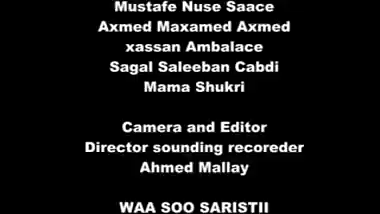 Mustafe Nuse Saace
Axmed Maxamed Axmed
xassan Ambalace
Sagal Saleeban Cabdi
Mama Shukri
Camera and Editor
Director sounding recoreder
Ahmed Mallay
WAA SOO SARISTII